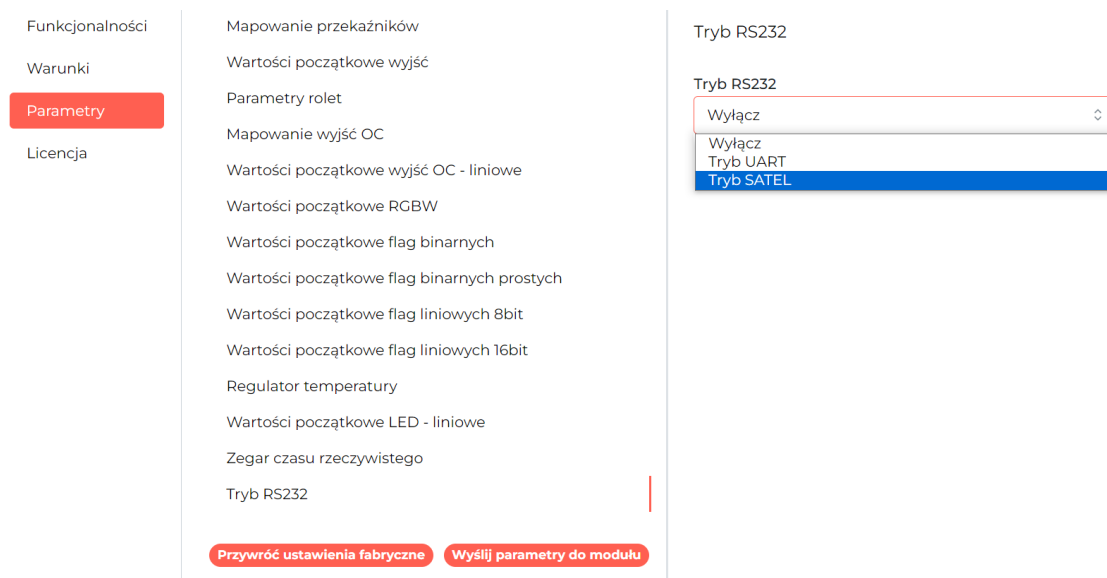 Funkcjonalności
Warunki
Parametry
Licencja
Mapowanie przekaźników
Wartości początkowe wyjść
Parametry rolet
Mapowanie wyjść OC
Wartości początkowe wyjść OC - liniowe
Wartości początkowe RGBW
Wartości początkowe flag binarnych
Wartości początkowe flag binarnych prostych
Wartości początkowe flag liniowych 8bit
Wartości początkowe flag liniowych 16bit
Regulator temperatury
Wartości początkowe LED - liniowe
Zegar czasu rzeczywistego
Tryb RS232
Przywróć ustawienia fabryczne
Wyślij parametry do modułu
Tryb RS232
Tryb RS232
Wyłącz
Wyłącz
Tryb UART
Tryb SATEL